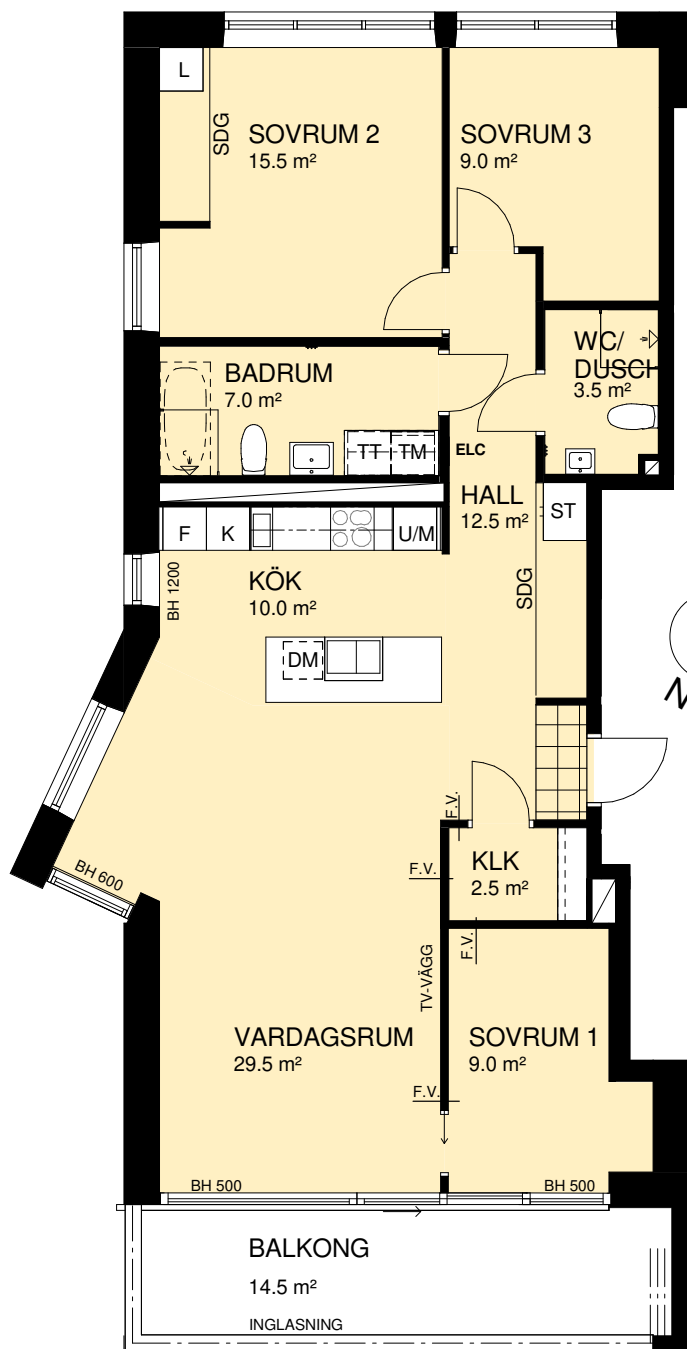 L
SDG
SOVRUM 2
15.5 m²
SOVRUM 3
9.0 m²
BADRUM
7.0 m²
WC/
DUSCH
3.5 m²
TT
TM
ELC
HALL
12.5 m²
ST
F
K
U/M
BH 1200
KÖK
10.0 m²
SDG
DM
N
F.V.
BH 600
F.V.
KLK
2.5 m²
F.V.
TV-VÄGG
VARDAGSRUM
29.5 m²
SOVRUM 1
9.0 m²
F.V.
BH 500
BH 500
BALKONG
14.5 m²
INGLASNING